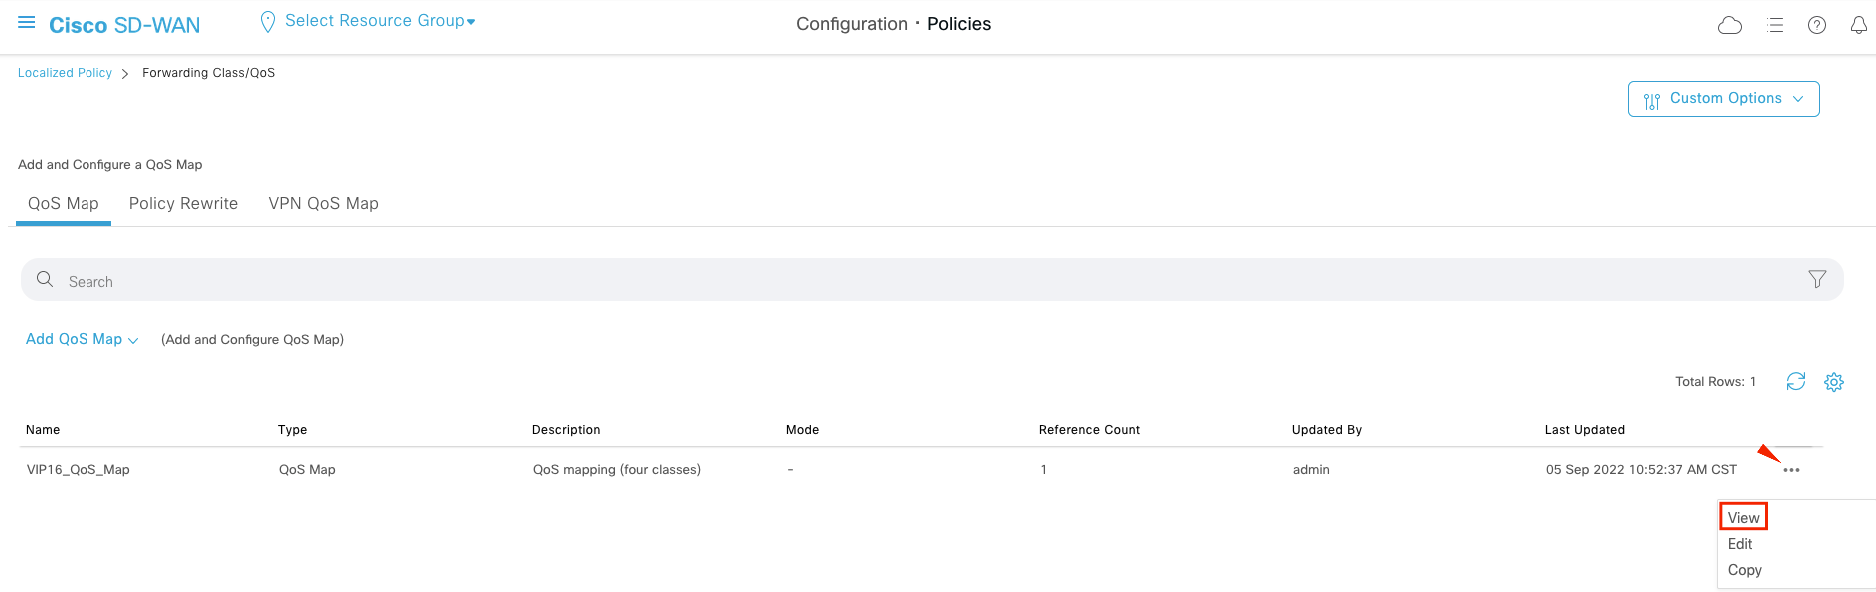 Cisco SD-WAN Select Resource Group Configuration · Policies
Localized Policy > Forwarding Class/QoS
Custom Options
Add and Configure a QoS Map
QoS Map Policy Rewrite VPN QoS Map
Search
Add QoS Map (Add and Configure QoS Map)
Total Rows: 1
Name Type Description Mode Reference Count Updated By Last Updated
VIP16_QoS_Map QoS Map QoS mapping (four classes) - 1 admin 05 Sep 2022 10:52:37 AM CST •••
View
Edit
Copy